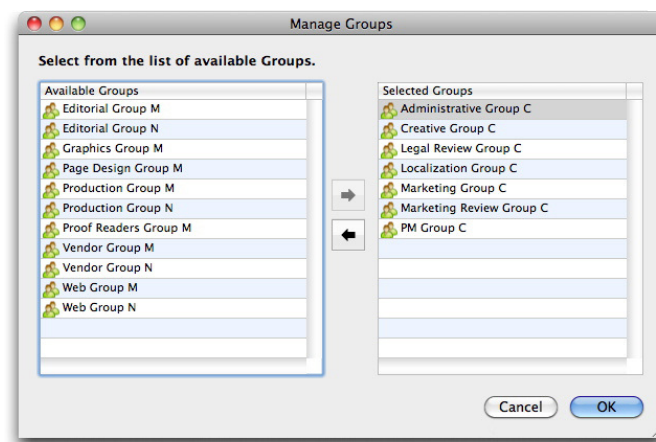 Manage Groups
Select from the list of available Groups.
Available Groups
Editorial Group M
Editorial Group N
Graphics Group M
Page Design Group M
Production Group M
Production Group N
Proof Readers Group M
Vendor Group M
Vendor Group N
Web Group M
Web Group N
Selected Groups
Administrative Group C
Creative Group C
Legal Review Group C
Localization Group C
Marketing Group C
Marketing Review Group C
PM Group C
Cancel
OK